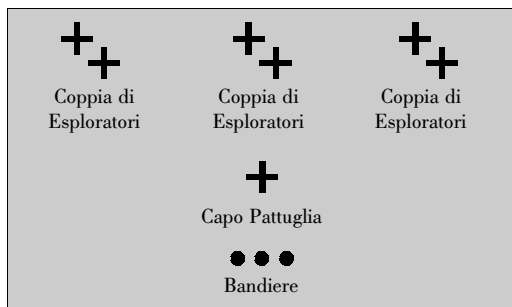 Coppia di Coppia di Coppia di
Esploratori Esploratori Esploratori
Capo Pattuglia
Bandiere